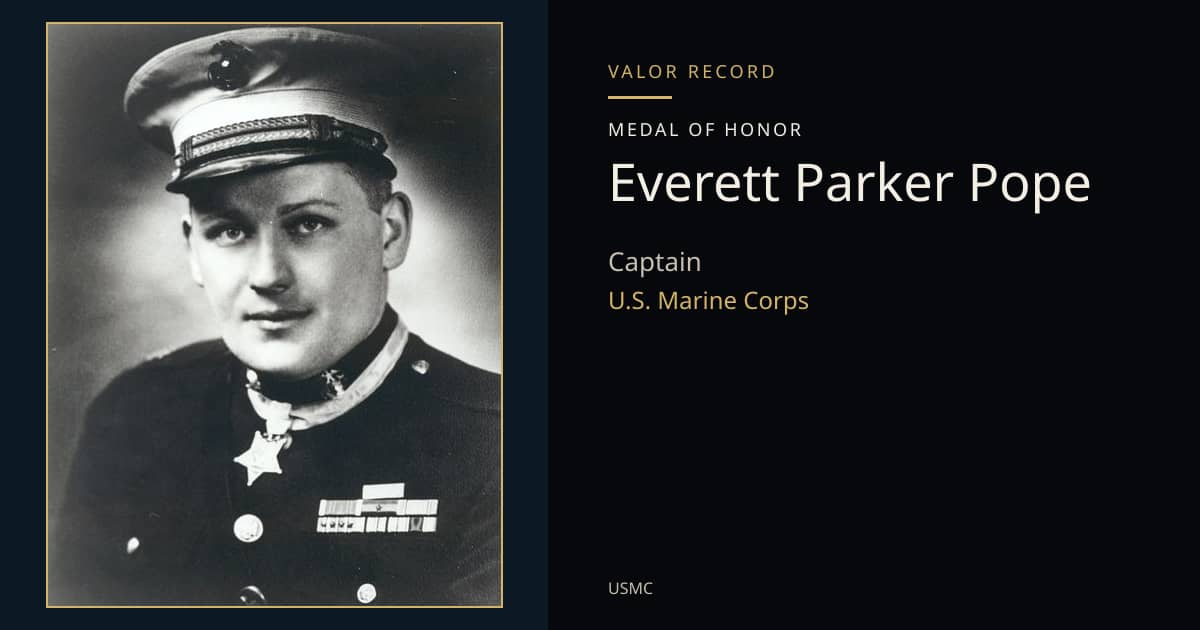 VALOR RECORD
MEDAL OF HONOR
Everett Parker Pope
Captain
U.S. Marine Corps
USMC